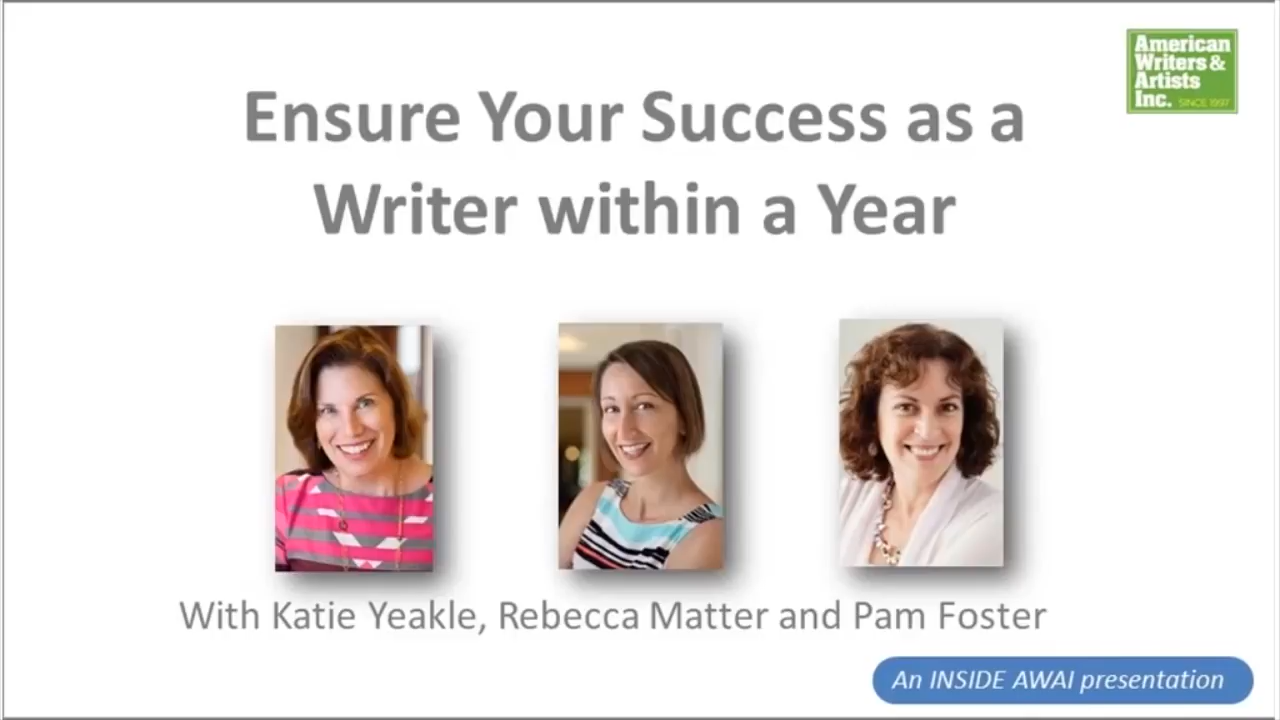 American
Writers &
Artists
Inc. SINCE 1997
Ensure Your Success as a
Writer within a Year
With Katie Yeakle, Rebecca Matter and Pam Foster
An INSIDE AWAI presentation